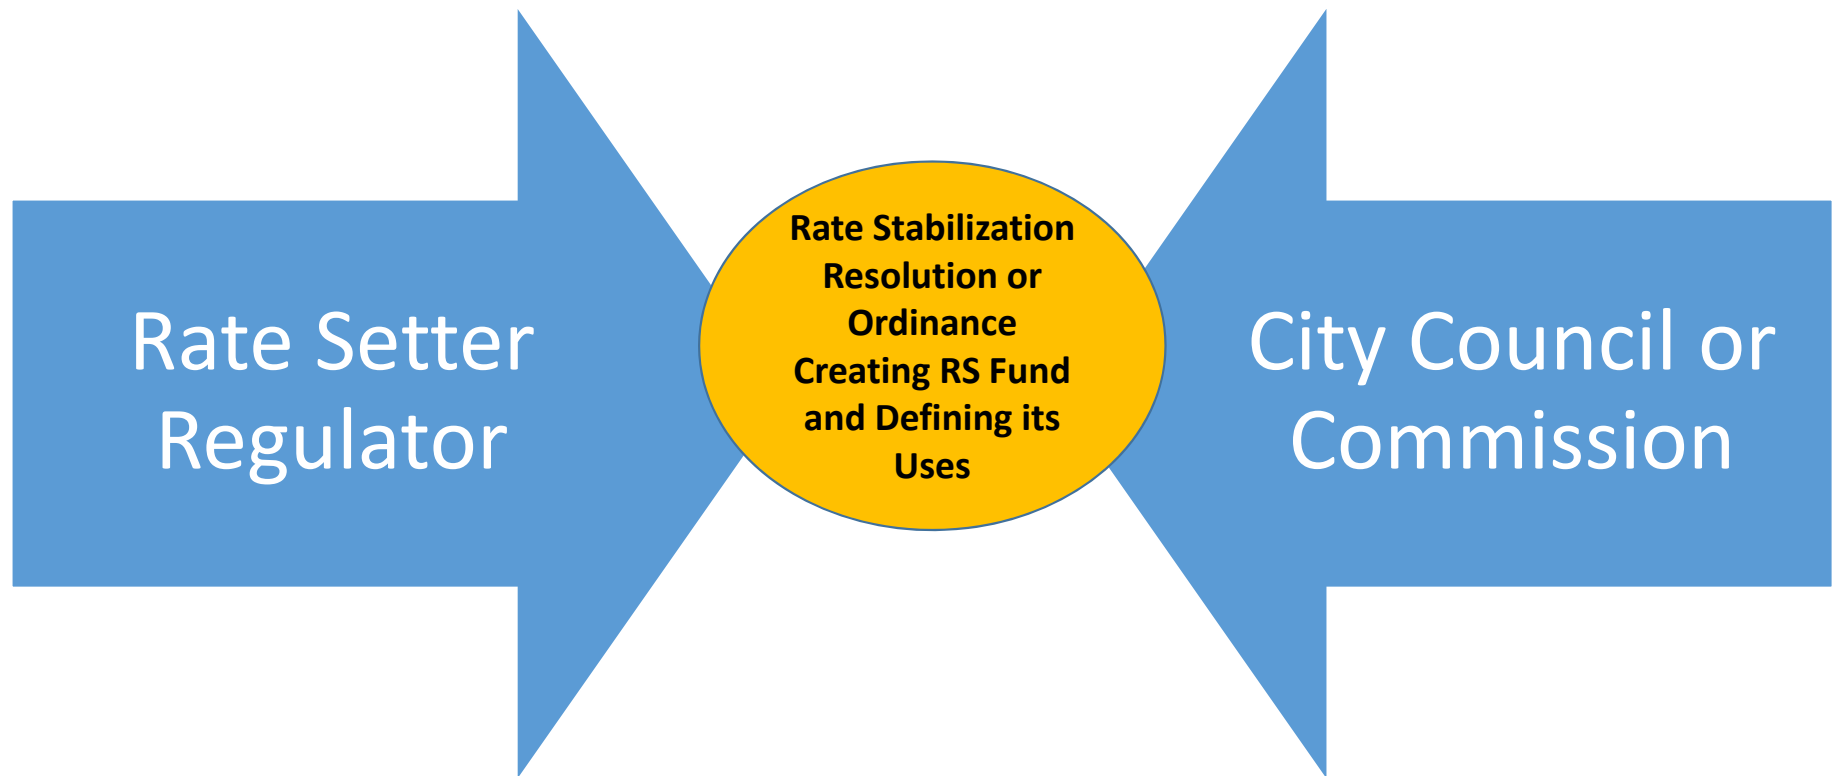 Rate Setter
Regulator
Rate Stabilization
Resolution or
Ordinance
Creating RS Fund
and Defining its
Uses
City Council or
Commission